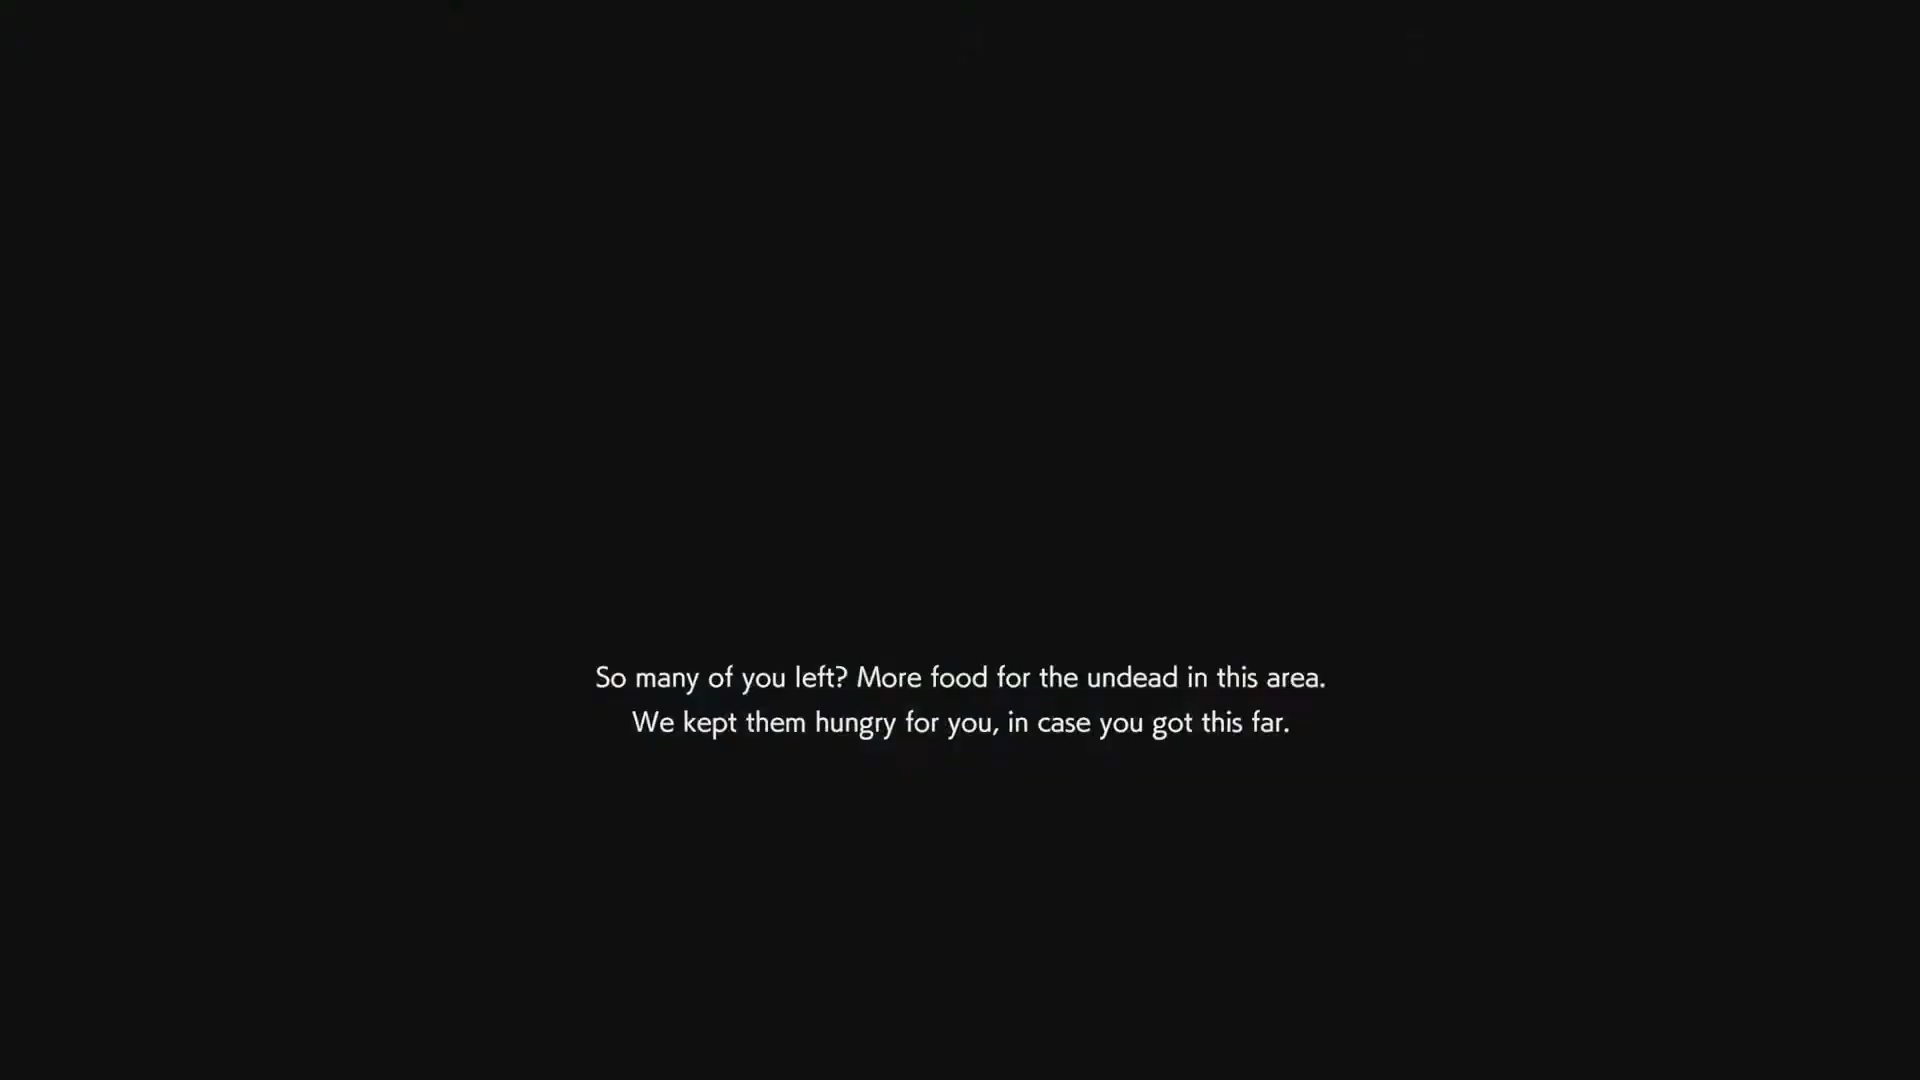 So many of you left? More food for the undead in this area.
We kept them hungry for you, in case you got this far.